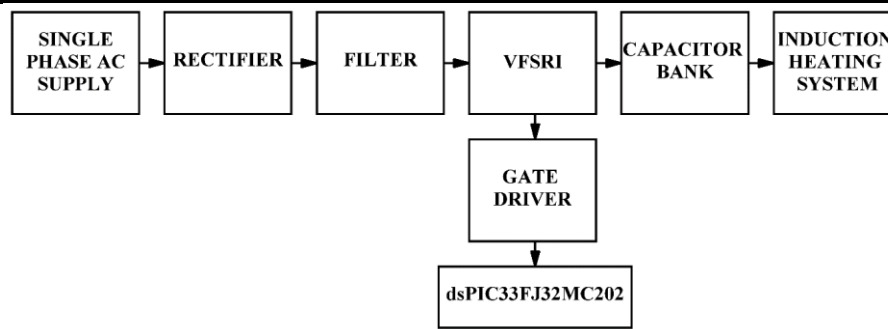 SINGLE
PHASE AC
SUPPLY
RECTIFIER
FILTER
VFSRI
CAPACITOR
BANK
INDUCTION
HEATING
SYSTEM
GATE
DRIVER
dsPIC33FJ32MC202